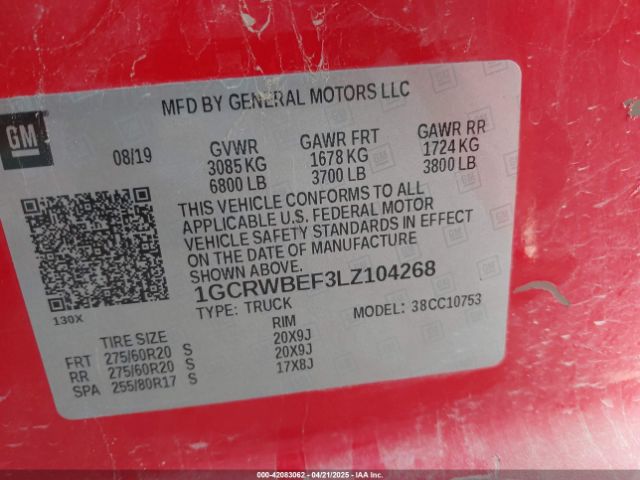 MFD BY GENERAL MOTORS LLC
GM
08/19 GVWR GAWR FRT GAWR RR
3085 KG 1678 KG 1724 KG
6800 LB 3700 LB 3800 LB
THIS VEHICLE CONFORMS TO ALL
APPLICABLE U.S. FEDERAL MOTOR
VEHICLE SAFETY STANDARDS IN EFFECT
ON THE DATE OF MANUFACTURE
SHOWN ABOVE.
1GCRWBEF3LZ104268
130X TYPE: TRUCK MODEL: 38CC10753
TIRE SIZE RIM
FRT 275/60R20 S 20X9J
RR 275/60R20 S 20X9J
SPA 255/80R17 S 17X8J
000-42083062 - 04/21/2025 - IAAI.com